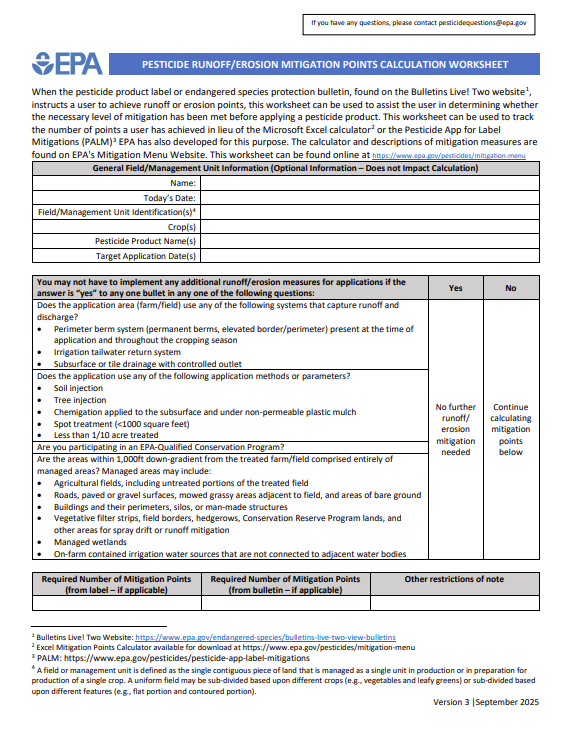 If you have any questions, please contact pesticidequestions@epa.gov
EPA
PESTICIDE RUNOFF/EROSION MITIGATION POINTS CALCULATION WORKSHEET
When the pesticide product label or endangered species protection bulletin, found on the Bulletins Live! Two website¹,
instructs a user to achieve runoff or erosion points, this worksheet can be used to assist the user in determining whether
the necessary level of mitigation has been met before applying a pesticide product. This worksheet can be used to track
the number of points a user has achieved in lieu of the Microsoft Excel calculator² or the Pesticide App for Label
Mitigations (PALM)³ EPA has also developed for this purpose. The calculator and descriptions of mitigation measures are
found on EPA's Mitigation Menu Website. This worksheet can be found online at https://www.epa.gov/pesticides/mitigation-menu
General Field/Management Unit Information (Optional Information – Does not Impact Calculation)
Name:
Today's Date:
Field/Management Unit Identification(s)⁴
Crop(s)
Pesticide Product Name(s)
Target Application Date(s)
You may not have to implement any additional runoff/erosion measures for applications if the
answer is "yes" to any one bullet in any one of the following questions:
Yes
No
Does the application area (farm/field) use any of the following systems that capture runoff and
discharge?
• Perimeter berm system (permanent berms, elevated border/perimeter) present at the time of
application and throughout the cropping season
• Irrigation tailwater return system
• Subsurface or tile drainage with controlled outlet
Does the application use any of the following application methods or parameters?
• Soil injection
• Tree injection
• Chemigation applied to the subsurface and under non-permeable plastic mulch
• Spot treatment (<1000 square feet)
• Less than 1/10 acre treated
Are you participating in an EPA-Qualified Conservation Program?
Are the areas within 1,000ft down-gradient from the treated farm/field comprised entirely of
managed areas? Managed areas may include:
• Agricultural fields, including untreated portions of the treated field
• Roads, paved or gravel surfaces, mowed grassy areas adjacent to field, and areas of bare ground
• Buildings and their perimeters, silos, or man-made structures
• Vegetative filter strips, field borders, hedgerows, Conservation Reserve Program lands, and
other areas for spray drift or runoff mitigation
• Managed wetlands
• On-farm contained irrigation water sources that are not connected to adjacent water bodies
No further
runoff/
erosion
mitigation
needed
Continue
calculating
mitigation
points
below
Required Number of Mitigation Points
(from label – if applicable)
Required Number of Mitigation Points
(from bulletin – if applicable)
Other restrictions of note
¹ Bulletins Live! Two Website: https://www.epa.gov/endangered-species/bulletins-live-two-view-bulletins
² Excel Mitigation Points Calculator available for download at https://www.epa.gov/pesticides/mitigation-menu
³ PALM: https://www.epa.gov/pesticides/pesticide-app-label-mitigations
⁴ A field or management unit is defined as the single contiguous piece of land that is managed as a single unit in production or in preparation for
production of a single crop. A uniform field may be sub-divided based upon different crops (e.g., vegetables and leafy greens) or sub-divided based
upon different features (e.g., flat portion and contoured portion).
Version 3 |September 2025